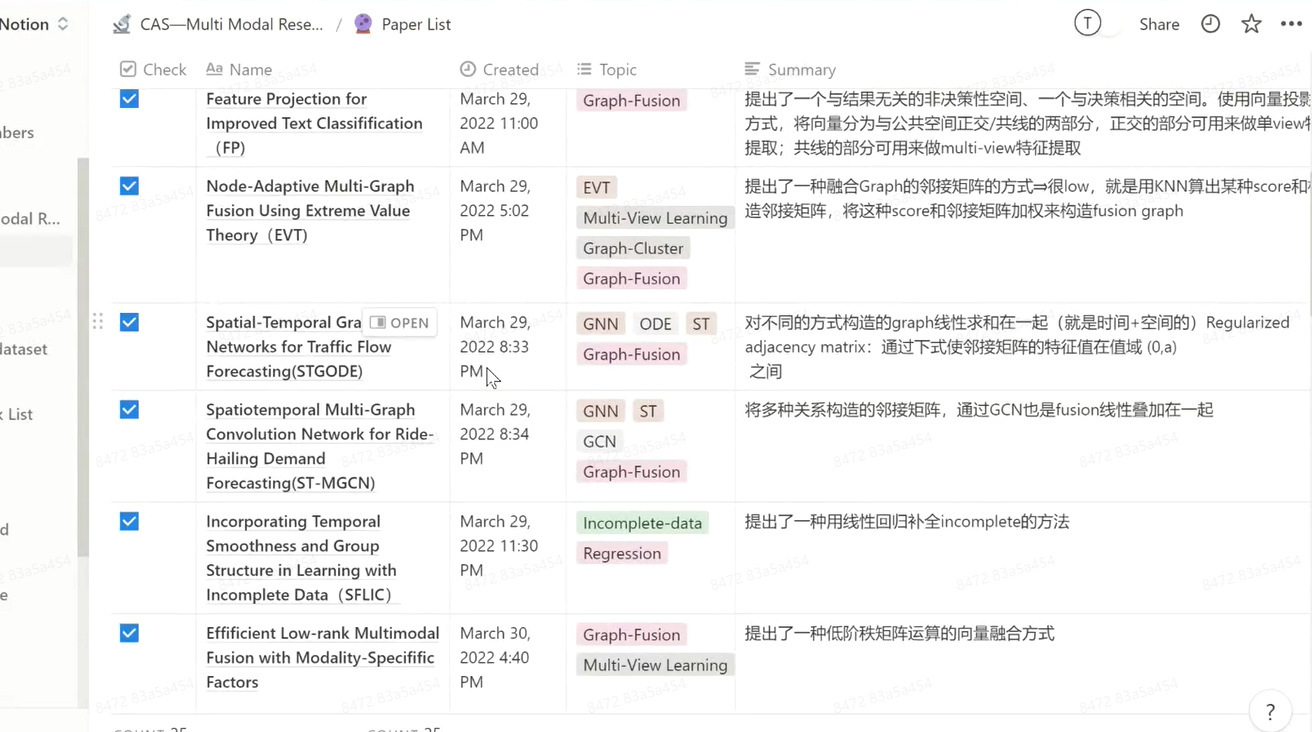 Notion
CAS—Multi Modal Rese... / Paper List
T
Share
Check
Name
Created
Topic
Summary
Feature Projection for
Improved Text Classifification
（FP)
March 29,
2022 11:00
AM
Graph-Fusion
提出了一个与结果无关的非决策性空间、一个与决策相关的空间。使用向量投影
方式，将向量分为与公共空间正交/共线的两部分，正交的部分可用来做单view特
提取；共线的部分可用来做multi-view特征提取
Node-Adaptive Multi-Graph
Fusion Using Extreme Value
Theory（EVT)
March 29,
2022 5:02
PM
EVT
Multi-View Learning
Graph-Cluster
Graph-Fusion
提出了一种融合Graph的邻接矩阵的方式⇒很low，就是用KNN算出某种score和
造邻接矩阵，将这种score和邻接矩阵加权来构造fusion graph
Spatial-Temporal Gra
OPEN
Networks for Traffic Flow
Forecasting(STGODE)
March 29,
2022 8:33
PM
GNN ODE ST
Graph-Fusion
对不同的方式构造的graph线性求和在一起（就是时间+空间的）Regularized
adjacency matrix：通过下式使邻接矩阵的特征值在值域 (0,a)
之间
Spatiotemporal Multi-Graph
Convolution Network for Ride-
Hailing Demand
Forecasting(ST-MGCN)
March 29,
2022 8:34
PM
GNN ST
GCN
Graph-Fusion
将多种关系构造的邻接矩阵，通过GCN也是fusion线性叠加在一起
Incorporating Temporal
Smoothness and Group
Structure in Learning with
Incomplete Data（SFLIC）
March 29,
2022 11:30
PM
Incomplete-data
Regression
提出了一种用线性回归补全incomplete的方法
Effificient Low-rank Multimodal
Fusion with Modality-Specifific
Factors
March 30,
2022 4:40
PM
Graph-Fusion
Multi-View Learning
提出了一种低阶秩矩阵运算的向量融合方式
nbers
odal R...
dataset
k List
d
e
?
8472 83a5a454